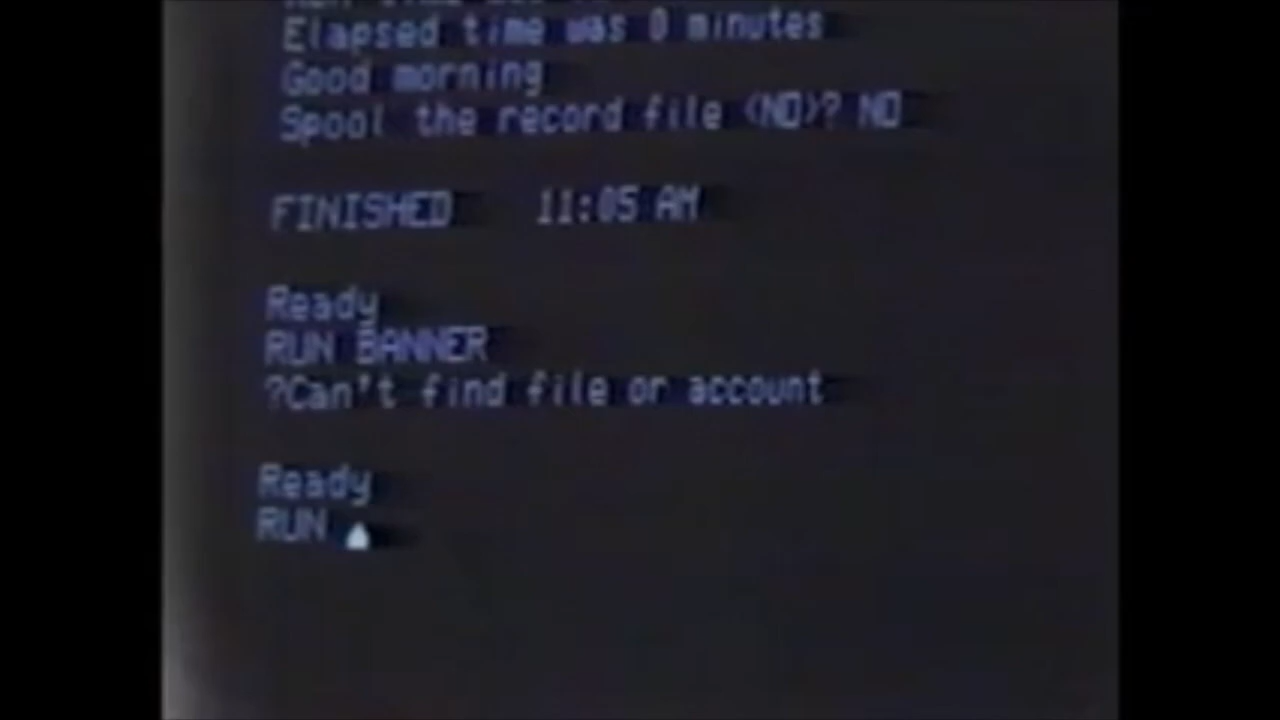 Elapsed time was 0 minutes
Good morning
Spool the record file <NO>? NO
FINISHED 11:05 AM
Ready
RUN BANNER
?Can't find file or account
Ready
RUN